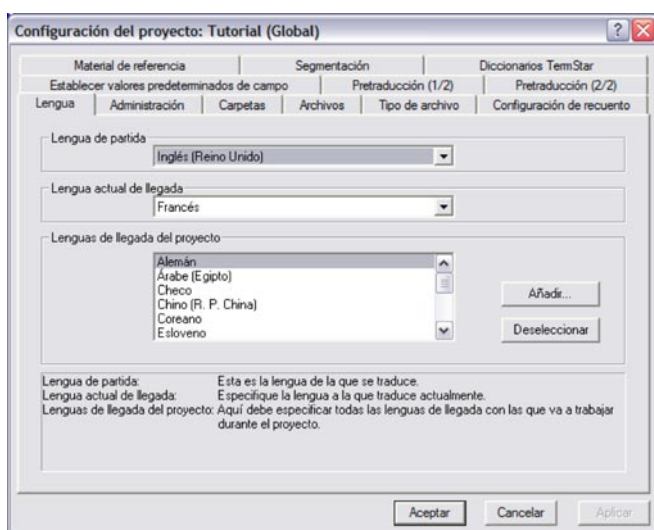 Configuración del proyecto: Tutorial (Global)
Material de referencia Segmentación Diccionarios TermStar
Establecer valores predeterminados de campo Pretraducción (1/2) Pretraducción (2/2)
Lengua Administración Carpetas Archivos Tipo de archivo Configuración de recuento
Lengua de partida
Inglés (Reino Unido)
Lengua actual de llegada
Francés
Lenguas de llegada del proyecto
Alemán
Árabe (Egipto)
Checo
Chino (R. P. China)
Coreano
Esloveno
Añadir...
Deseleccionar
Lengua de partida: Esta es la lengua de la que se traduce.
Lengua actual de llegada: Especifique la lengua a la que traduce actualmente.
Lenguas de llegada del proyecto: Aquí debe especificar todas las lenguas de llegada con las que va a trabajar
durante el proyecto.
Aceptar Cancelar Aplicar